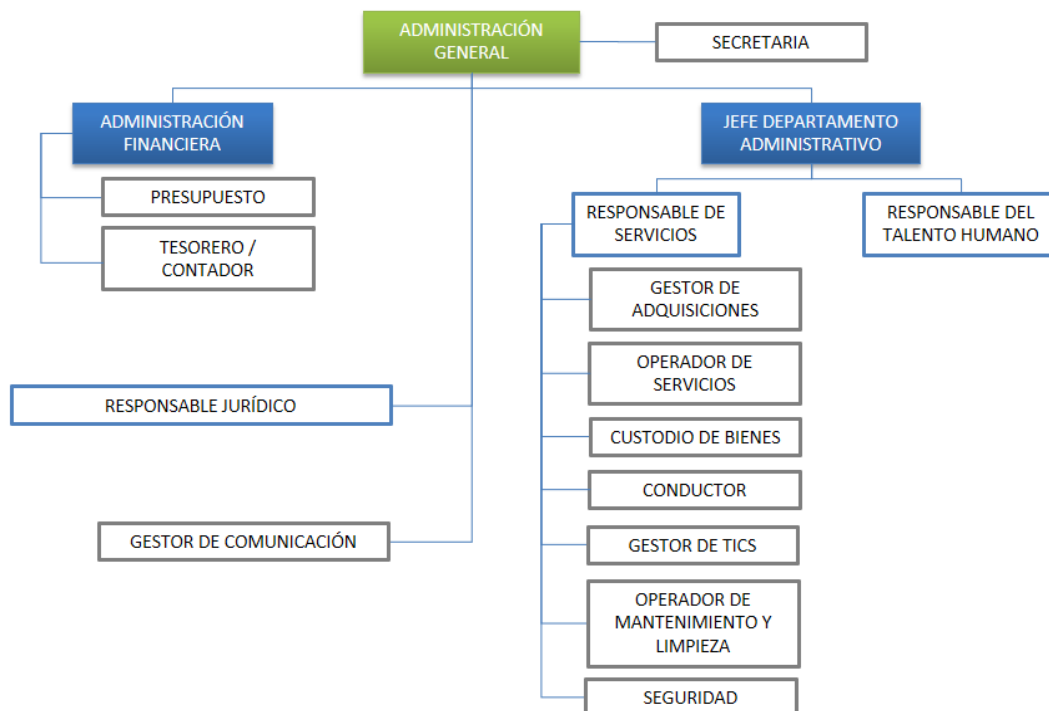 ADMINISTRACIÓN
GENERAL
SECRETARIA
ADMINISTRACIÓN
FINANCIERA
PRESUPUESTO
TESORERO /
CONTADOR
RESPONSABLE JURÍDICO
GESTOR DE COMUNICACIÓN
JEFE DEPARTAMENTO
ADMINISTRATIVO
RESPONSABLE DE
SERVICIOS
RESPONSABLE DEL
TALENTO HUMANO
GESTOR DE
ADQUISICIONES
OPERADOR DE
SERVICIOS
CUSTODIO DE BIENES
CONDUCTOR
GESTOR DE TICS
OPERADOR DE
MANTENIMIENTO Y
LIMPIEZA
SEGURIDAD